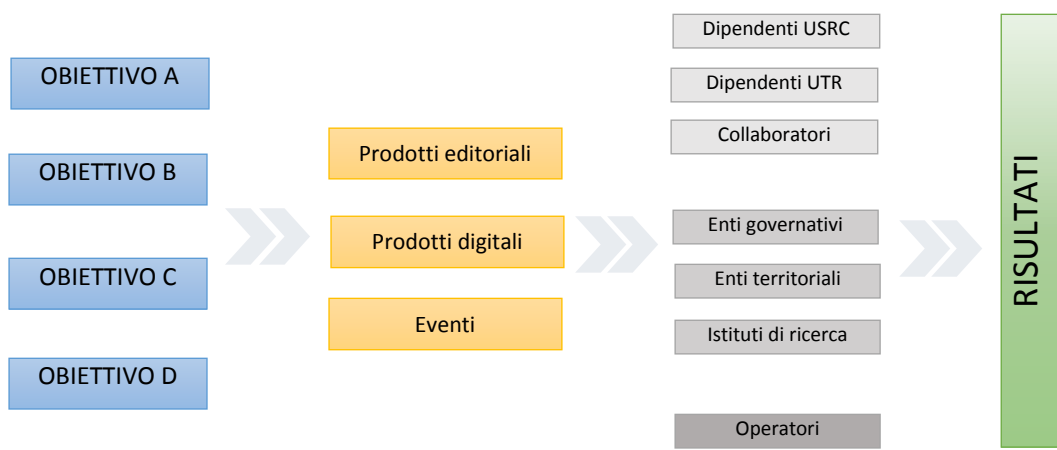 OBIETTIVO A
OBIETTIVO B
OBIETTIVO C
OBIETTIVO D
Prodotti editoriali
Prodotti digitali
Eventi
Dipendenti USRC
Dipendenti UTR
Collaboratori
Enti governativi
Enti territoriali
Istituti di ricerca
Operatori
RISULTATI